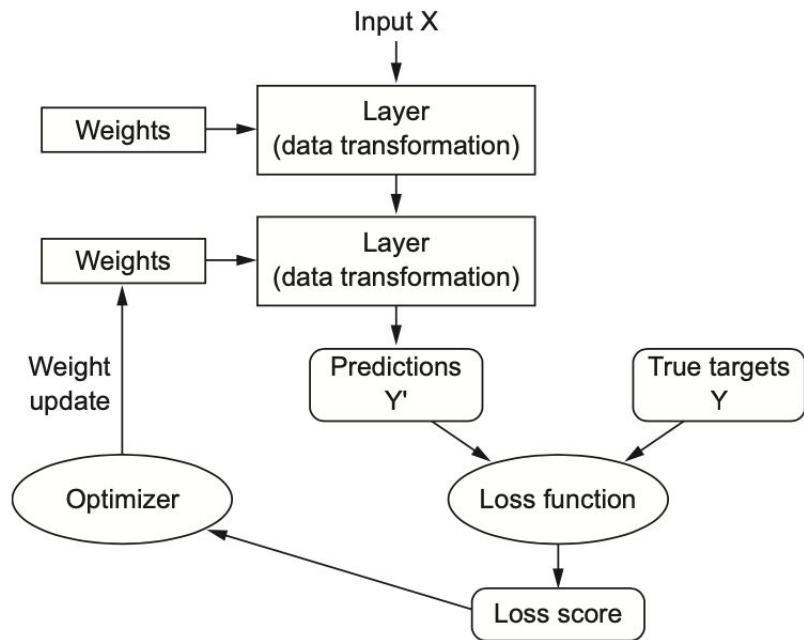 Input X
Layer
(data transformation)
Weights
Layer
(data transformation)
Weights
Weight
update
Predictions
Y'
True targets
Y
Optimizer
Loss function
Loss score